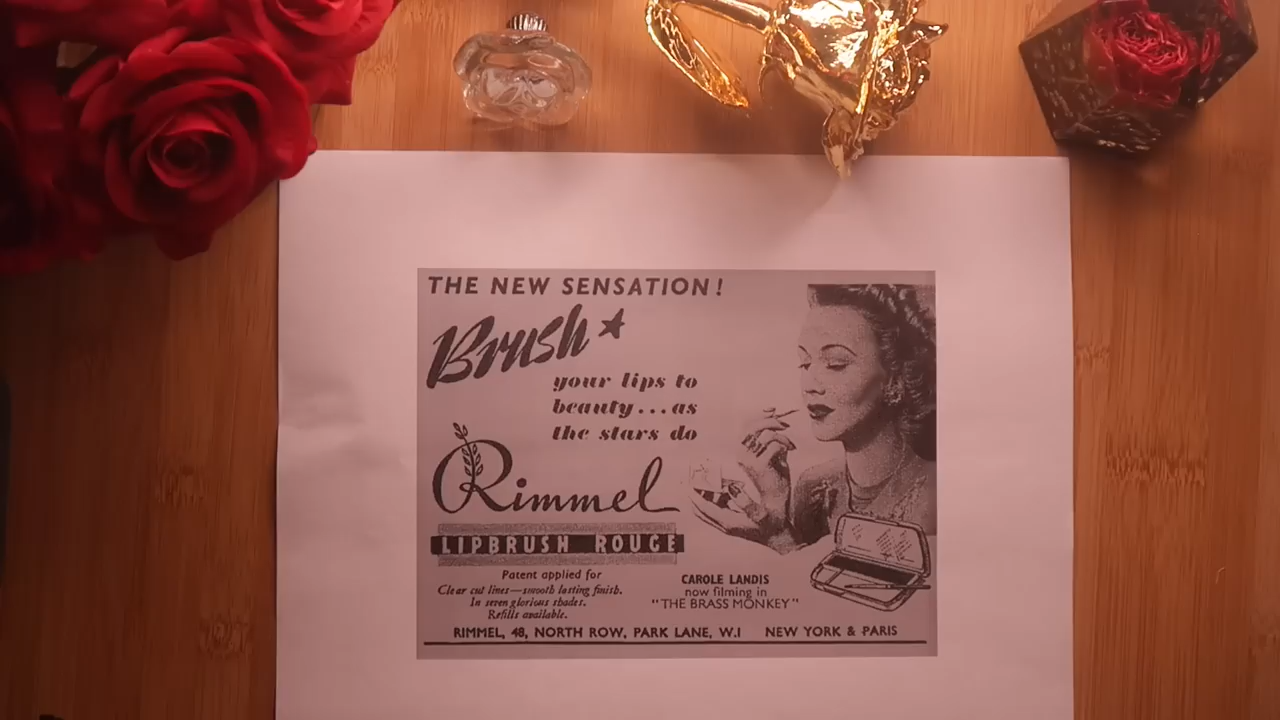 THE NEW SENSATION!
Brush
your lips to
beauty...as
the stars do
Rimmel
LIPBRUSH ROUGE
Patent applied for
Clear cut lines—smooth lasting finish.
In seven glorious shades.
Refills available.
CAROLE LANDIS
now filming in
"THE BRASS MONKEY"
RIMMEL, 48, NORTH ROW, PARK LANE, W.I NEW YORK & PARIS